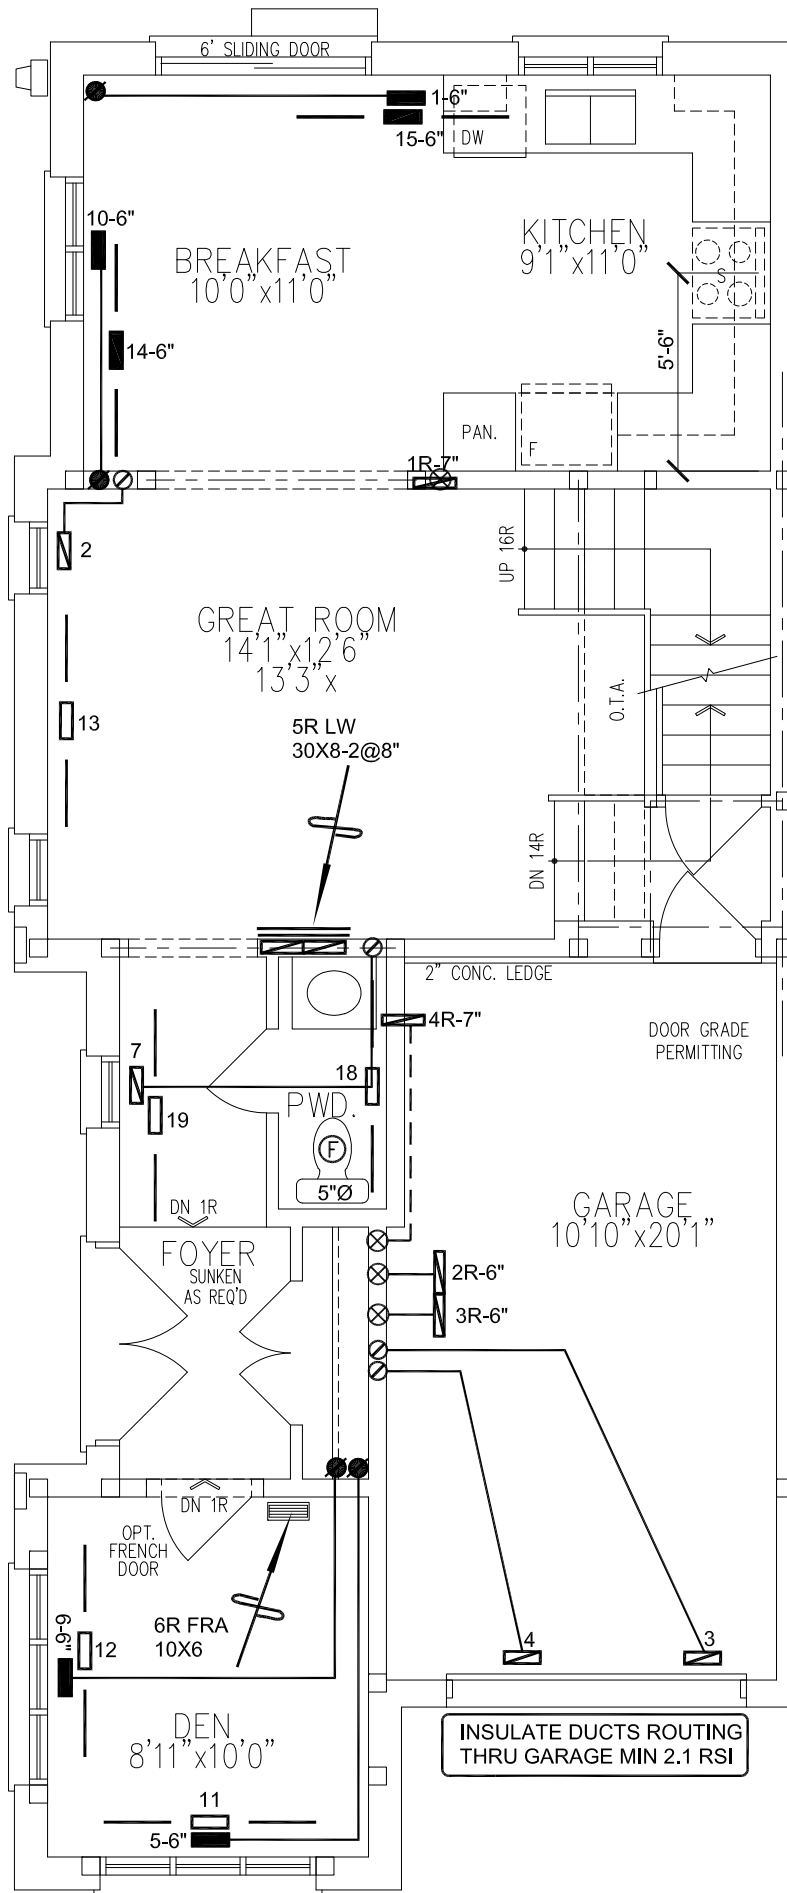 6' SLIDING DOOR
1-6"
15-6"
DW
10-6"
BREAKFAST
10'0"x11'0"
KITCHEN
9'1"x11'0"
S
14-6"
5'-6"
PAN.
F
1R-7"
2
UP 16R
GREAT ROOM
14'1"x12'6"
13'3"x
O.T.A.
13
5R LW
30X8-2@8"
DN 14R
2" CONC. LEDGE
4R-7"
DOOR GRADE
PERMITTING
7
18
19
PWD.
F
5"Ø
DN 1R
GARAGE
10'10"x20'1"
FOYER
SUNKEN
AS REQ'D
2R-6"
3R-6"
DN 1R
OPT.
FRENCH
DOOR
6R FRA
10X6
9-6"
12
4
3
DEN
8'11"x10'0"
INSULATE DUCTS ROUTING
THRU GARAGE MIN 2.1 RSI
11
5-6"